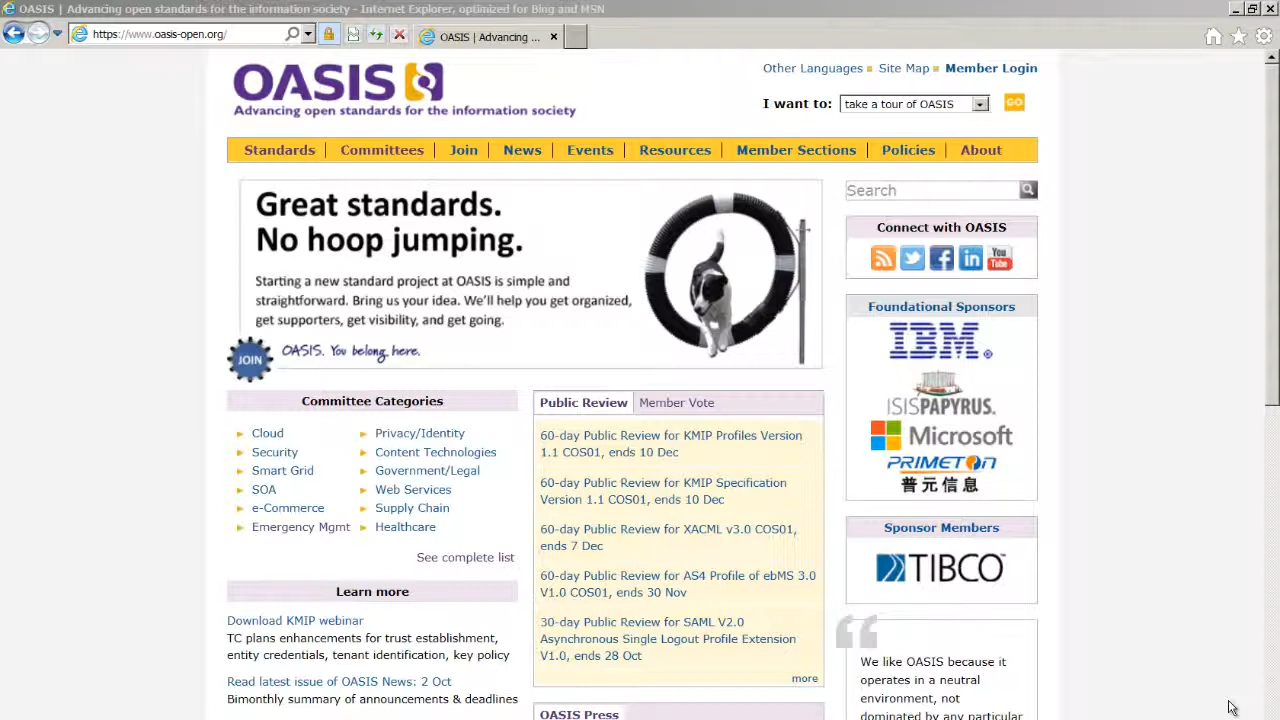 OASIS | Advancing open standards for the information society - Internet Explorer, optimized for Bing and MSN
https://www.oasis-open.org/
OASIS | Advancing ...
OASIS
Advancing open standards for the information society
Other Languages Site Map Member Login
I want to: take a tour of OASIS GO
Standards Committees Join News Events Resources Member Sections Policies About
Great standards.
No hoop jumping.
Starting a new standard project at OASIS is simple and
straightforward. Bring us your idea. We'll help you get organized,
get supporters, get visibility, and get going.
JOIN
OASIS. You belong here.
Search
Connect with OASIS
You
Tube
Foundational Sponsors
IBM
ISISPAPYRUS
Microsoft
PRIMETON
普元信息
Sponsor Members
TIBCO
We like OASIS because it
operates in a neutral
environment, not
dominated by any particular
Committee Categories
Cloud
Security
Smart Grid
SOA
e-Commerce
Emergency Mgmt
Privacy/Identity
Content Technologies
Government/Legal
Web Services
Supply Chain
Healthcare
See complete list
Learn more
Download KMIP webinar
TC plans enhancements for trust establishment,
entity credentials, tenant identification, key policy
Read latest issue of OASIS News: 2 Oct
Bimonthly summary of announcements & deadlines
Public Review Member Vote
60-day Public Review for KMIP Profiles Version
1.1 COS01, ends 10 Dec
60-day Public Review for KMIP Specification
Version 1.1 COS01, ends 10 Dec
60-day Public Review for XACML v3.0 COS01,
ends 7 Dec
60-day Public Review for AS4 Profile of ebMS 3.0
V1.0 COS01, ends 30 Nov
30-day Public Review for SAML V2.0
Asynchronous Single Logout Profile Extension
V1.0, ends 28 Oct
more
OASIS Press